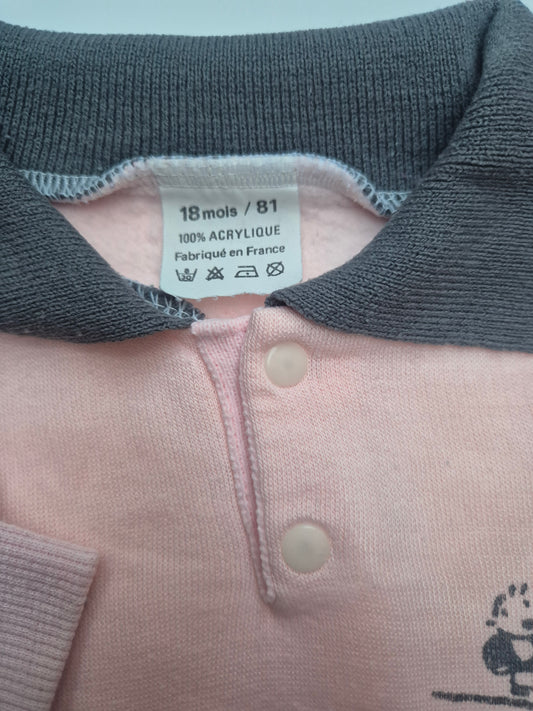 18 mois / 81
100% ACRYLIQUE
Fabriqué en France